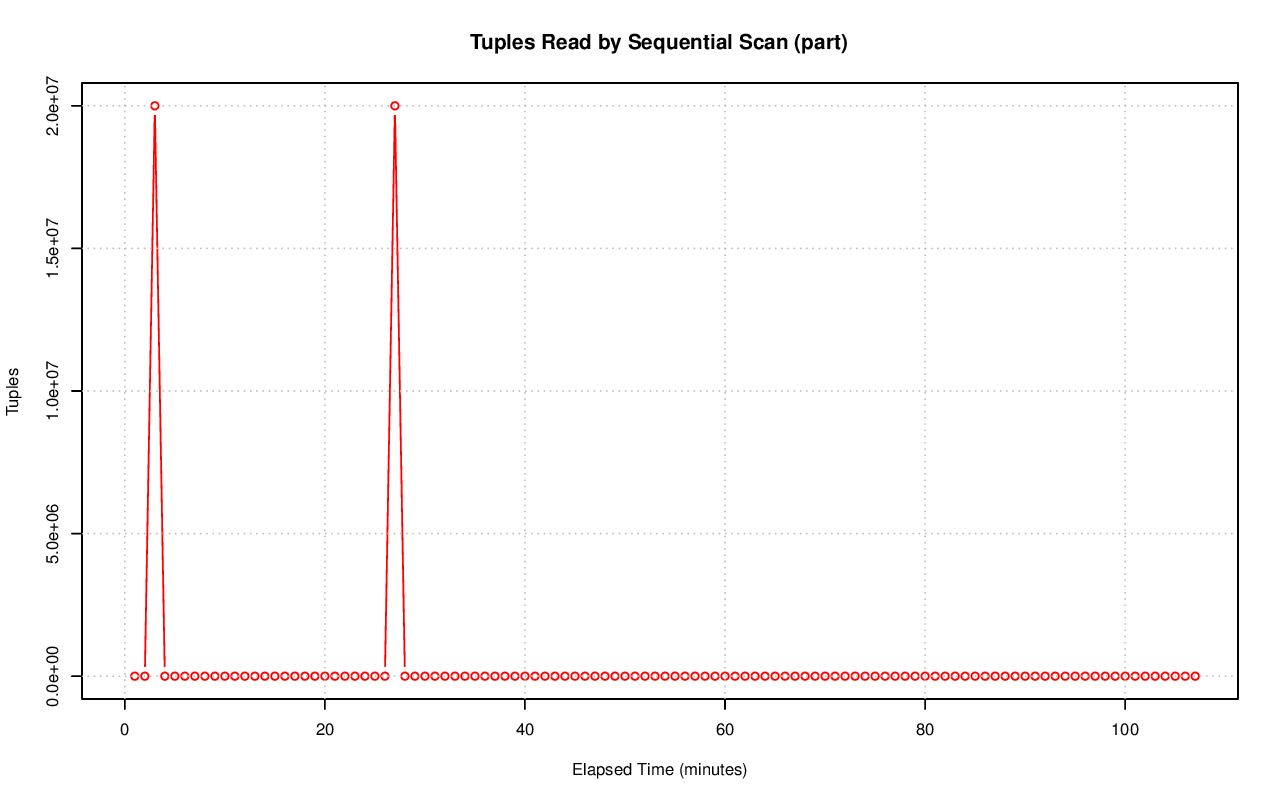 Tuples Read by Sequential Scan (part)
2.0e+07
1.5e+07
1.0e+07
5.0e+06
0.0e+00
Tuples
0 20 40 60 80 100
Elapsed Time (minutes)